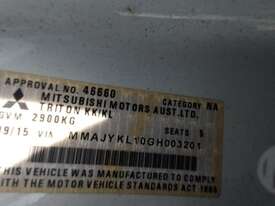 APPROVAL NO. 46660 CATEGORY NA
MITSUBISHI MOTORS AUST.LTD.
TRITON KK/KL
GVM 2900KG SEATS 5
09/15 VIN MMAJYKL10GH003201
THIS VEHICLE WAS MANUFACTURED TO COMPLY
WITH THE MOTOR VEHICLE STANDARDS ACT 1989